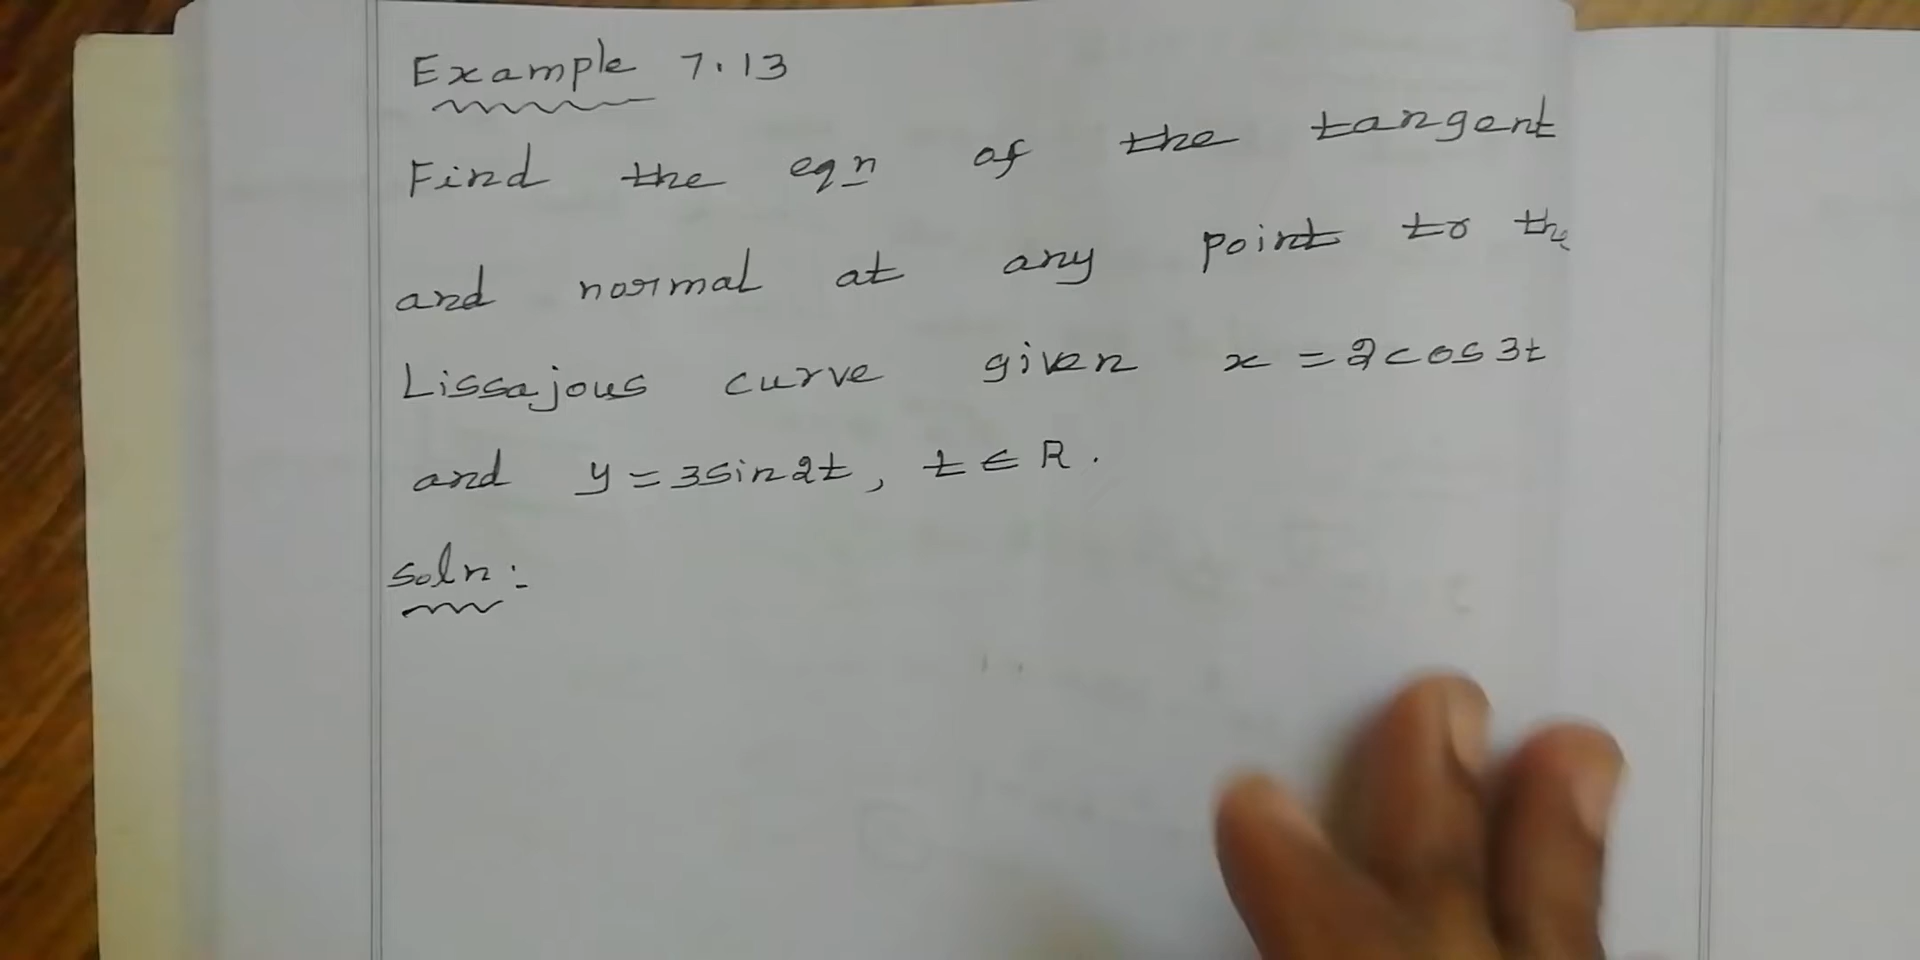 Example 7.13
Find the eqn of the tangent
and normal at any point to the
Lissajous curve given x = 2cos3t
and y = 3sin2t, t ∈ R.
Soln:-